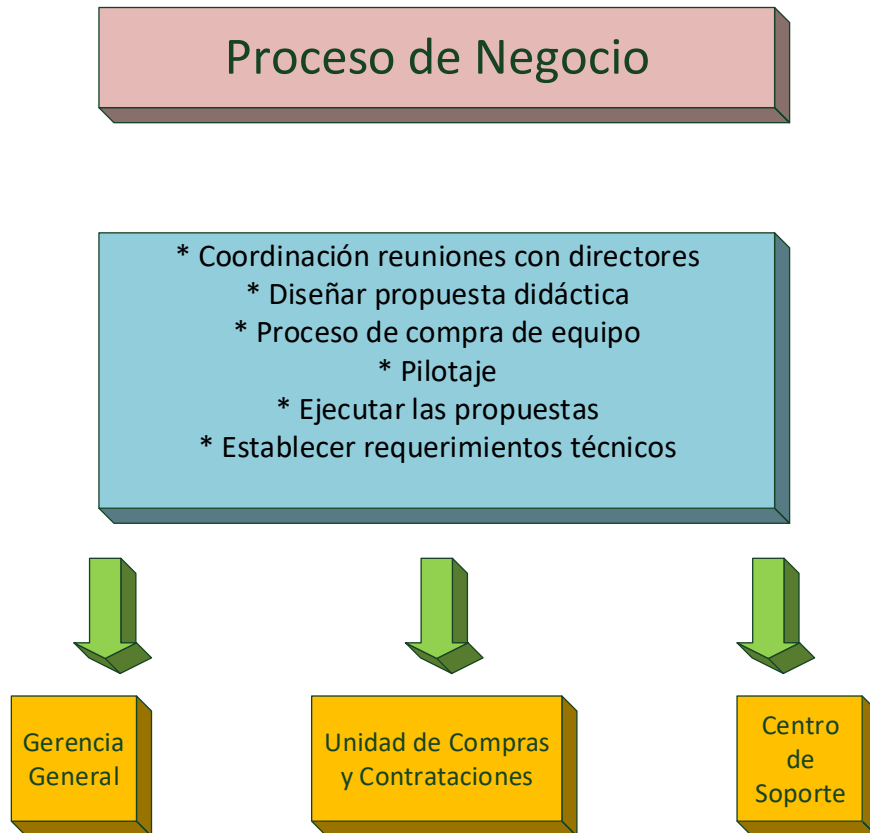 Proceso de Negocio
* Coordinación reuniones con directores
* Diseñar propuesta didáctica
* Proceso de compra de equipo
* Pilotaje
* Ejecutar las propuestas
* Establecer requerimientos técnicos
Gerencia
General
Unidad de Compras
y Contrataciones
Centro
de
Soporte